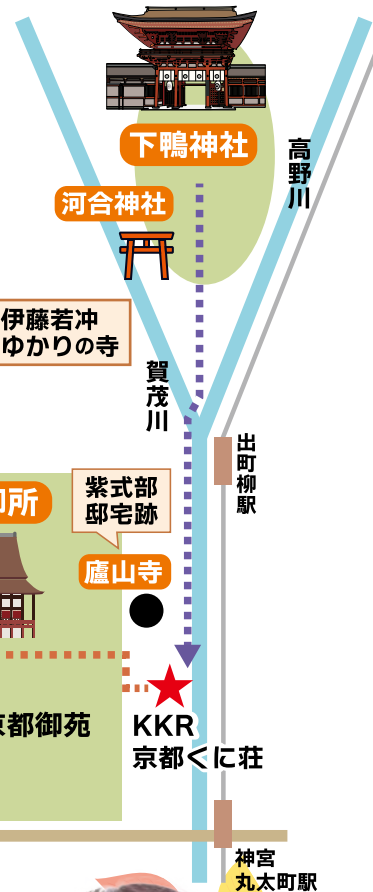 下鴨神社
高野川
河合神社
伊藤若冲
ゆかりの寺
賀茂川
出町柳駅
紫式部
邸宅跡
御所
廬山寺
京都御苑
KKR
京都くに荘
神宮
丸太町駅